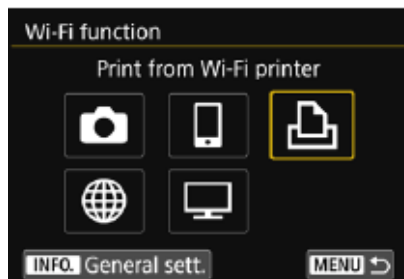 Wi-Fi function
Print from Wi-Fi printer
INFO. General sett.
MENU